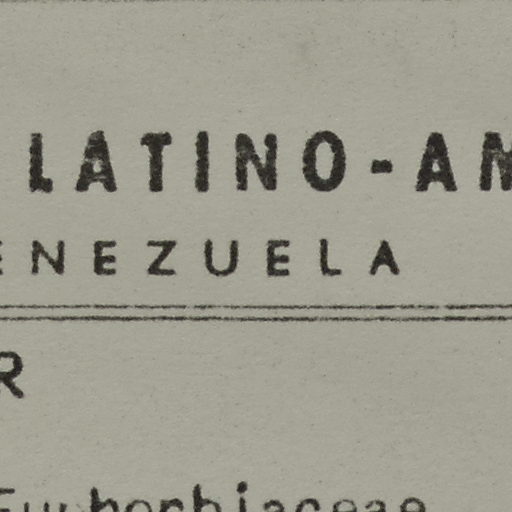 LATINO-AM
ENEZUELA
R
Euphorbiaceae